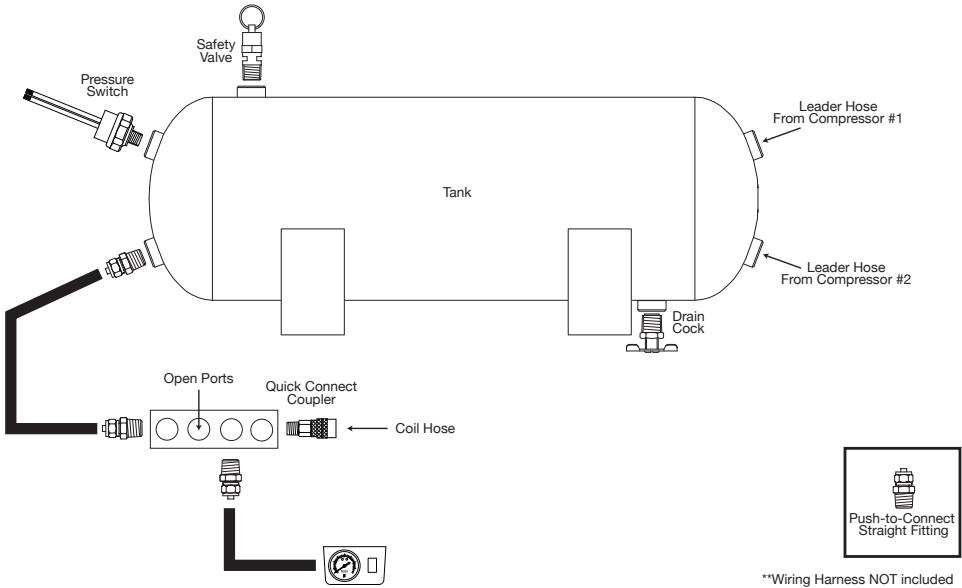 Safety
Valve
Pressure
Switch
Leader Hose
From Compressor #1
Tank
Leader Hose
From Compressor #2
Drain
Cock
Open Ports
Quick Connect
Coupler
Coil Hose
Push-to-Connect
Straight Fitting
**Wiring Harness NOT included